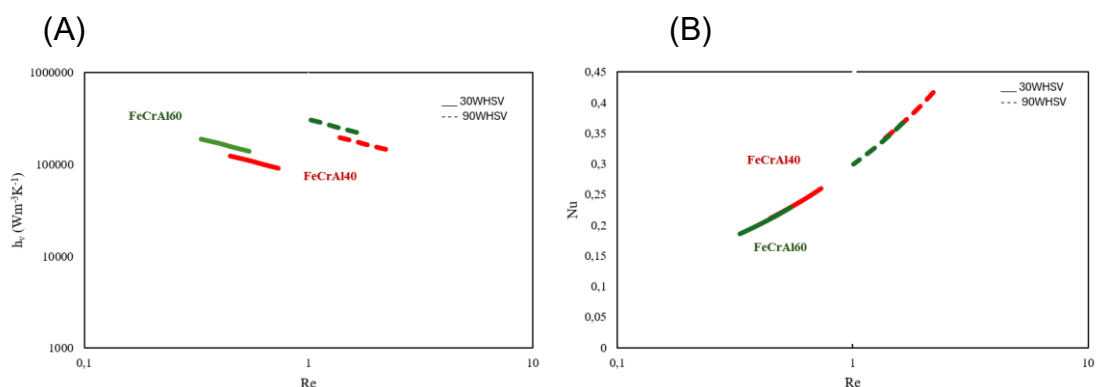 (A)
1000000
100000
10000
1000
h_v (Wm⁻³K⁻¹)
FeCrAl60
FeCrAl40
30WHSV
90WHSV
0,1
1
10
Re
(B)
0,45
0,4
0,35
0,3
0,25
0,2
0,15
0,1
0,05
0
Nu
FeCrAl40
FeCrAl60
30WHSV
90WHSV
0,1
1
10
Re